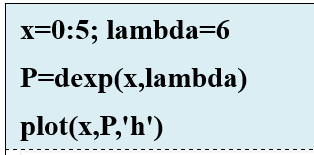 x=0:5; lambda=6
P=dexp(x,lambda)
plot(x,P,'h')